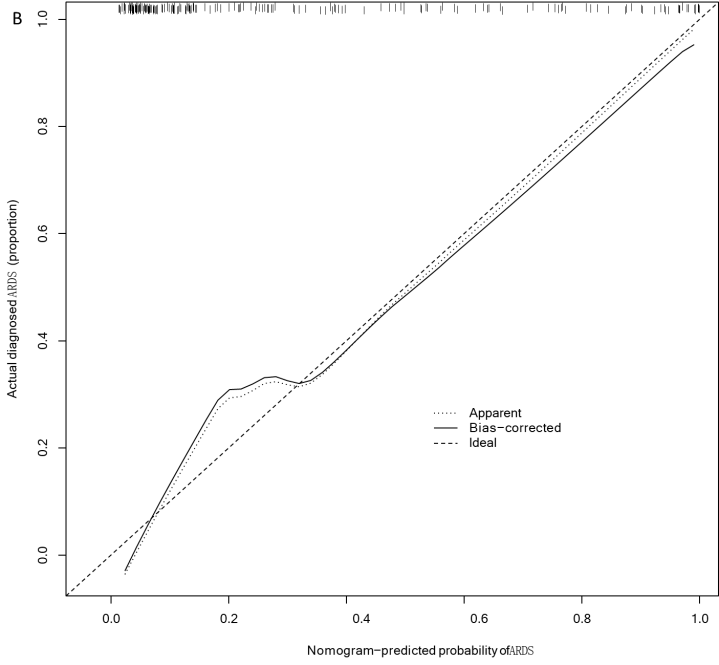 B
1.0
0.8
0.6
0.4
0.2
0.0
Actual diagnosed ARDS (proportion)
Apparent
Bias-corrected
Ideal
0.0 0.2 0.4 0.6 0.8 1.0
Nomogram-predicted probability of ARDS